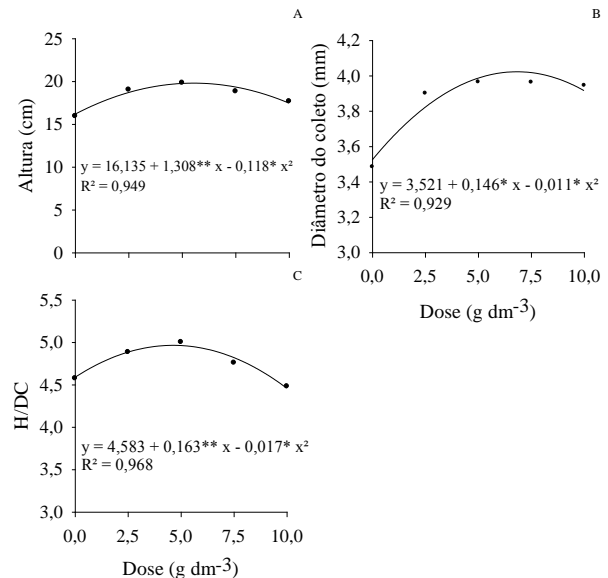 A
25
20
15
10
5
0
Altura (cm)
y = 16,135 + 1,308** x - 0,118* x²
R² = 0,949
B
4,2
4,0
3,8
3,6
3,4
3,2
3,0
Diâmetro do coleto (mm)
y = 3,521 + 0,146* x - 0,011* x²
R² = 0,929
0,0 2,5 5,0 7,5 10,0
Dose (g dm-3)
C
5,5
5,0
4,5
4,0
3,5
3,0
H/DC
y = 4,583 + 0,163** x - 0,017* x²
R² = 0,968
0,0 2,5 5,0 7,5 10,0
Dose (g dm-3)